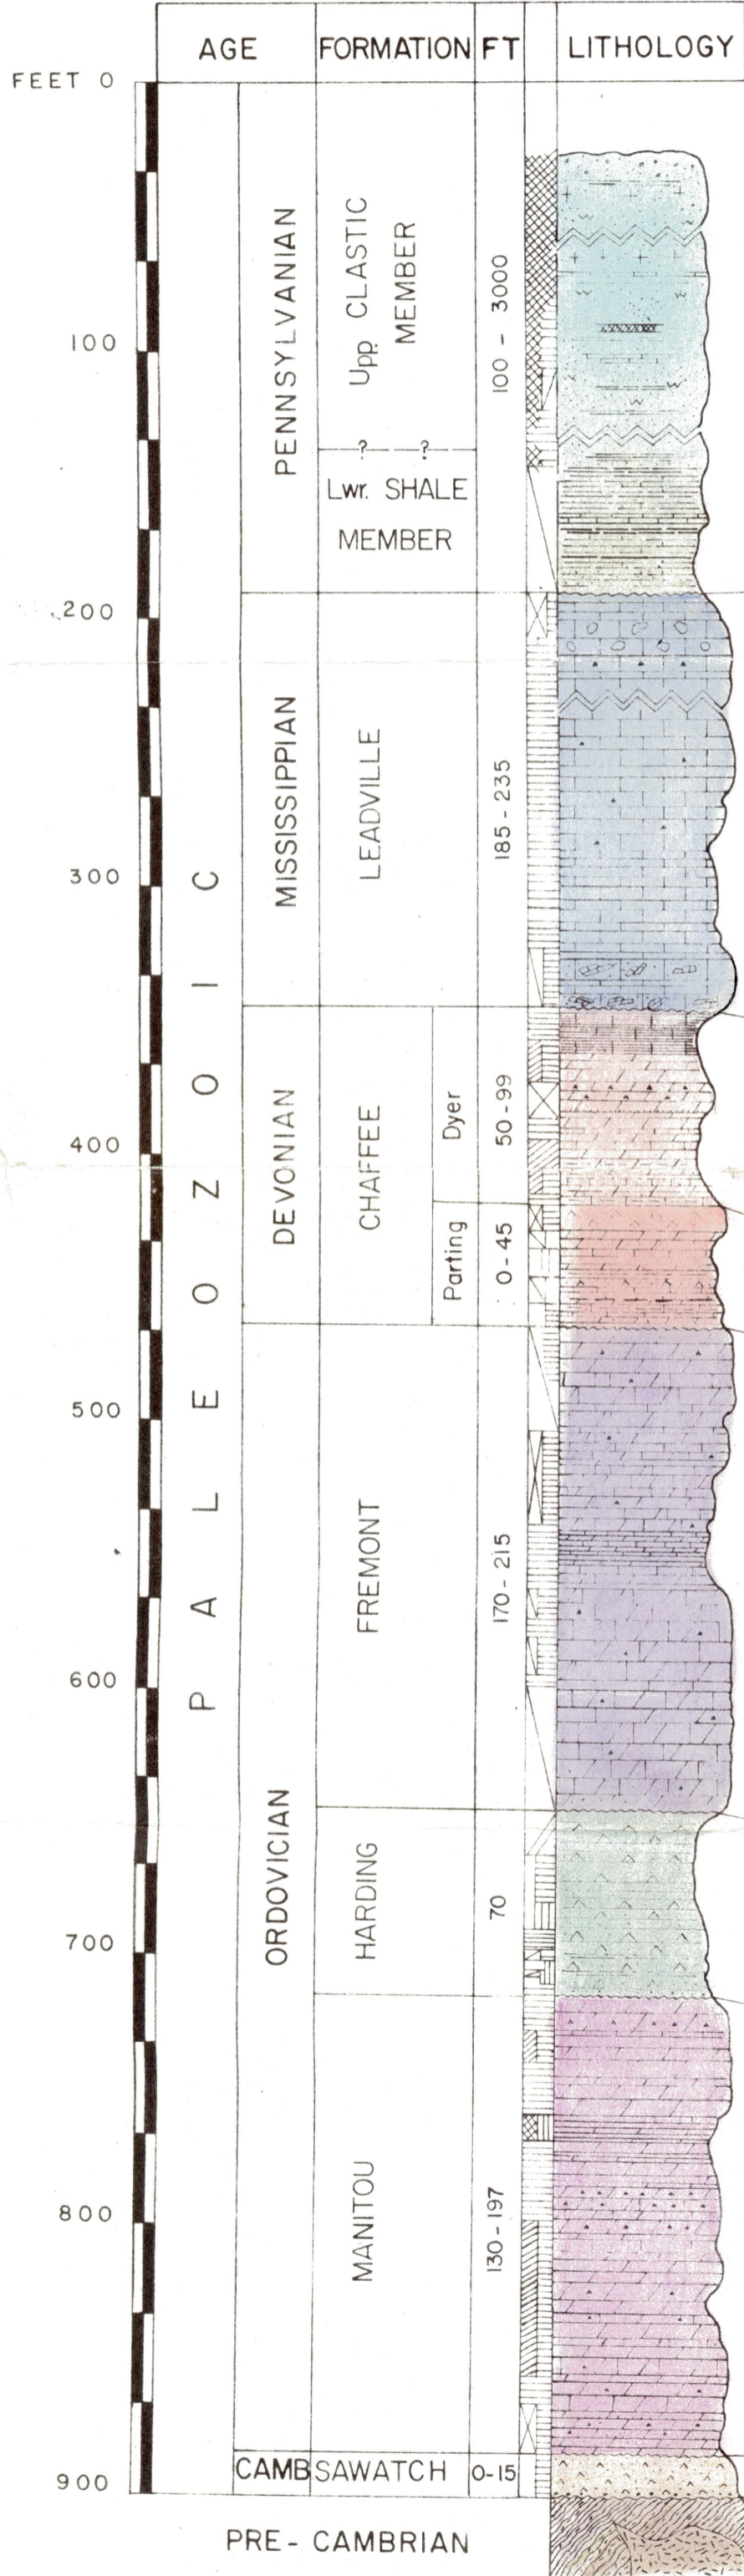 AGE FORMATION FT LITHOLOGY
FEET 0
100
200
300
400
500
600
700
800
900
PALEOZOIC
PENNSYLVANIAN
Upp CLASTIC
MEMBER
100 - 3000
? ?
Lwr. SHALE
MEMBER
MISSISSIPPIAN
LEADVILLE
185 - 235
DEVONIAN
CHAFFEE
Dyer
50-99
Parting
0-45
ORDOVICIAN
FREMONT
170-215
HARDING
70
MANITOU
130-197
CAMB SAWATCH 0-15
PRE- CAMBRIAN